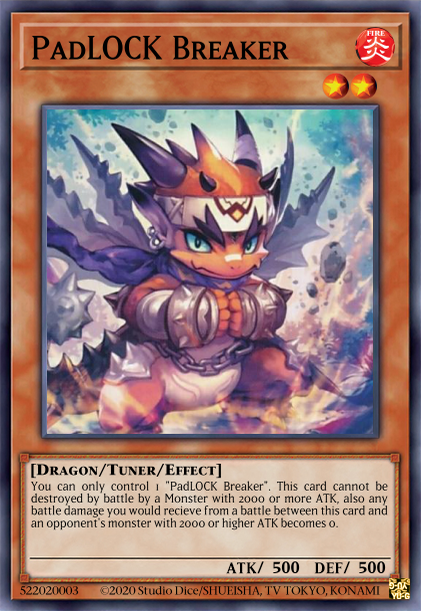 PadLOCK Breaker
FIRE
炎
[Dragon/Tuner/Effect]
You can only control 1 "PadLOCK Breaker". This card cannot be
destroyed by battle by a Monster with 2000 or more ATK, also any
battle damage you would recieve from a battle between this card and
an opponent's monster with 2000 or higher ATK becomes 0.
ATK/ 500 DEF/ 500
522020003 ©2020 Studio Dice/SHUEISHA, TV TOKYO, KONAMI